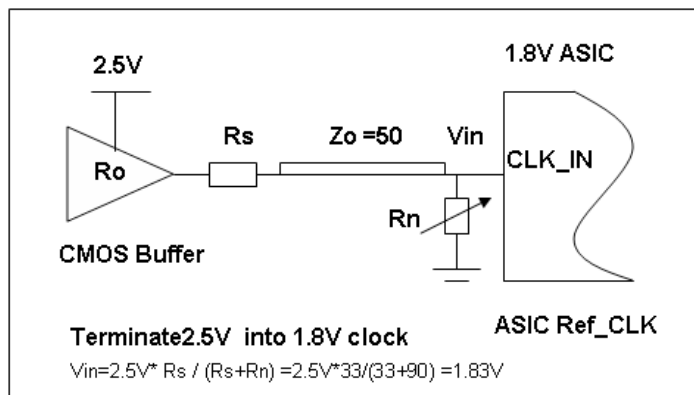 2.5V
1.8V ASIC
Rs
Zo =50
Vin
CLK_IN
Ro
Rn
CMOS Buffer
ASIC Ref_CLK
Terminate2.5V into 1.8V clock
Vin=2.5V* Rs / (Rs+Rn) =2.5V*33/(33+90) =1.83V